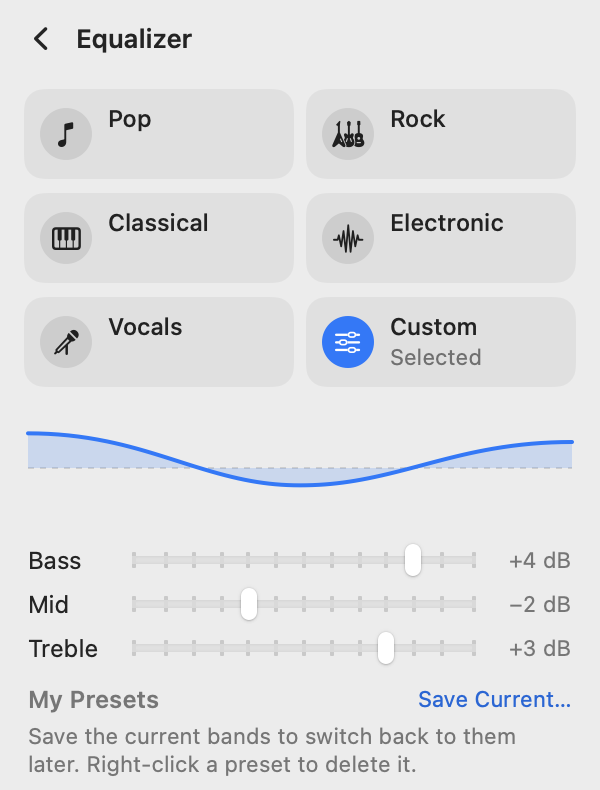 Equalizer
Pop
Rock
Classical
Electronic
Vocals
Custom
Selected
Bass
+4 dB
Mid
−2 dB
Treble
+3 dB
My Presets
Save Current...
Save the current bands to switch back to them
later. Right-click a preset to delete it.